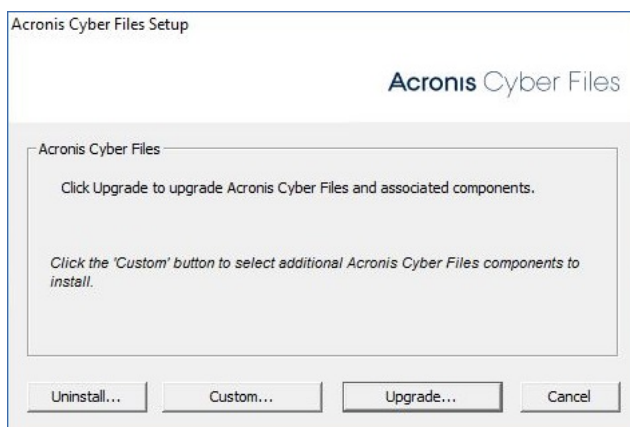 Acronis Cyber Files Setup
Acronis Cyber Files
Acronis Cyber Files
Click Upgrade to upgrade Acronis Cyber Files and associated components.
Click the 'Custom' button to select additional Acronis Cyber Files components to
install.
Uninstall... Custom... Upgrade... Cancel